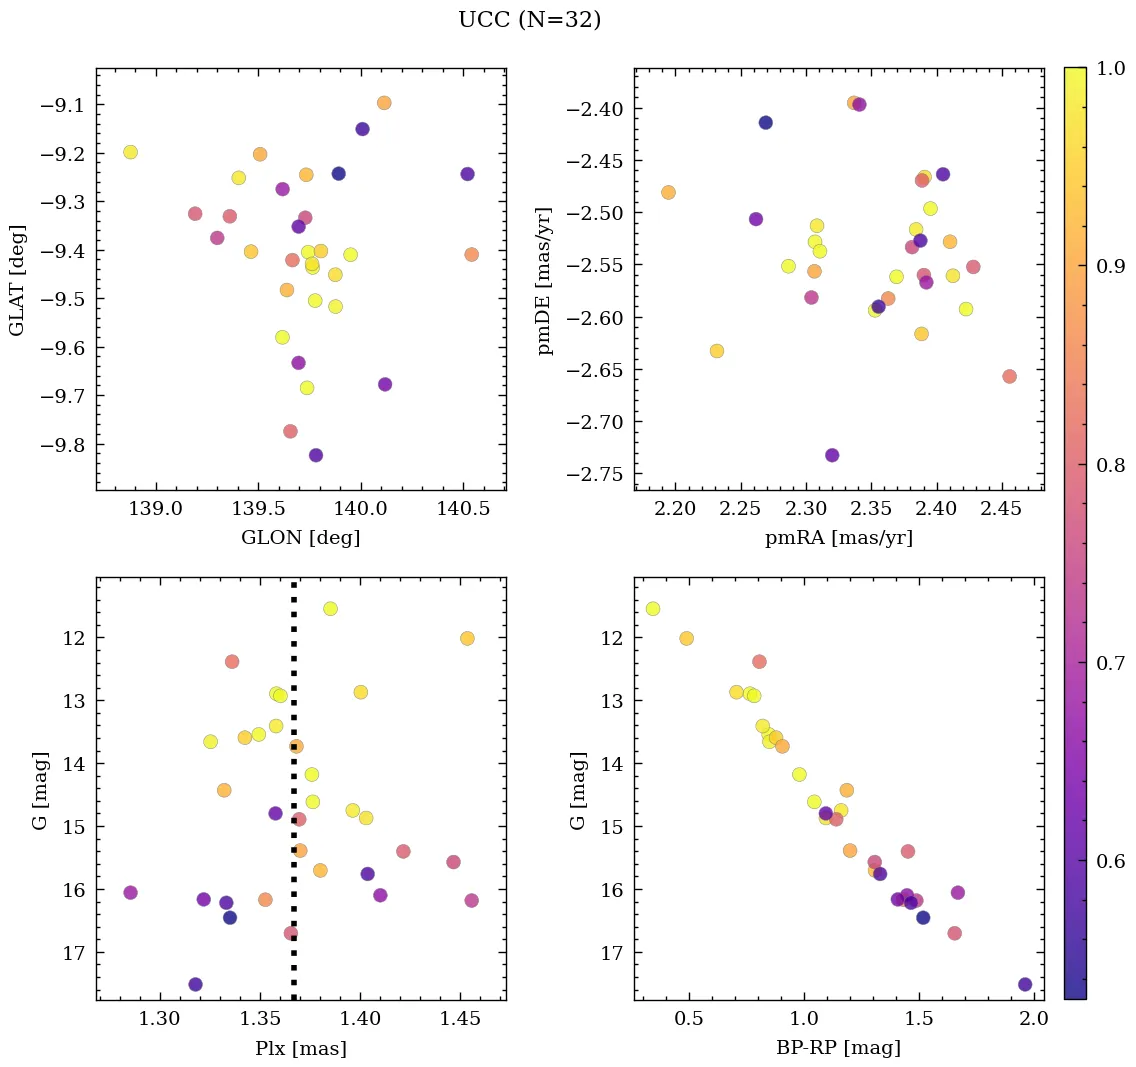 UCC (N=32)
−9.1
−9.2
−9.3
−9.4
−9.5
−9.6
−9.7
−9.8
GLAT [deg]
139.0 139.5 140.0 140.5
GLON [deg]
−2.40
−2.45
−2.50
−2.55
−2.60
−2.65
−2.70
−2.75
pmDE [mas/yr]
2.20 2.25 2.30 2.35 2.40 2.45
pmRA [mas/yr]
12
13
14
15
16
17
G [mag]
1.30 1.35 1.40 1.45
Plx [mas]
12
13
14
15
16
17
G [mag]
0.5 1.0 1.5 2.0
BP-RP [mag]
1.0
0.9
0.8
0.7
0.6